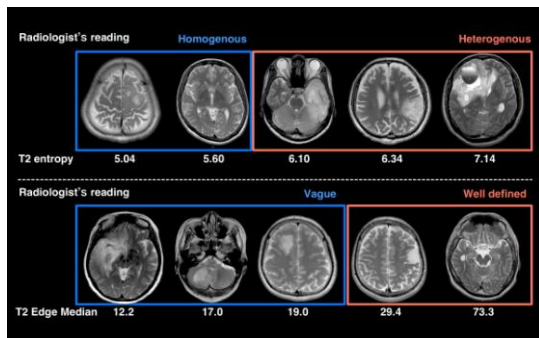 Radiologist's reading Homogenous Heterogenous
T2 entropy 5.04 5.60 6.10 6.34 7.14
Radiologist's reading Vague Well defined
T2 Edge Median 12.2 17.0 19.0 29.4 73.3